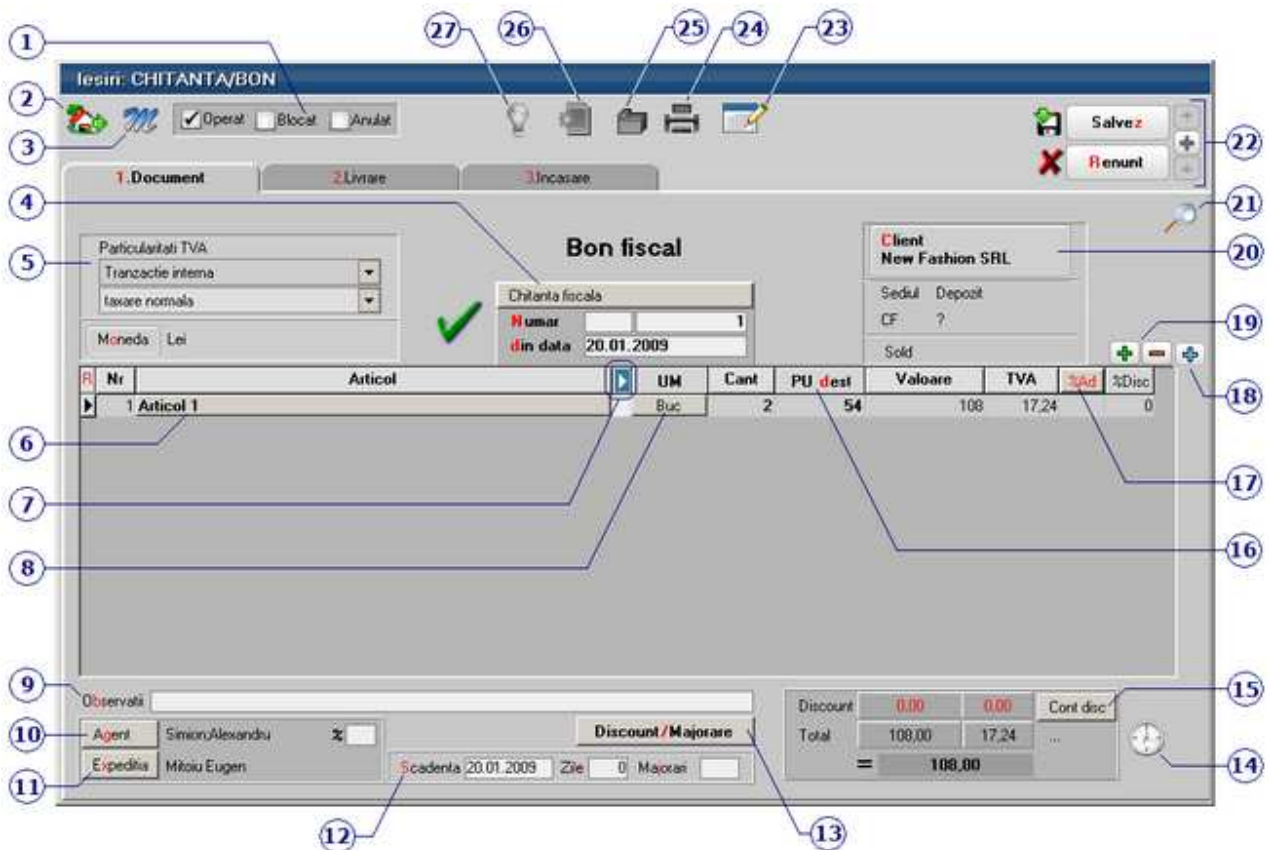 27 26 25 24 23
1
Iesiri: CHITANTA/BON
2
Operat Blocat Anulat
Salvez
3
Renunt
22
1.Document 2.Livrare 3.Incasare
4
21
Particularitati TVA
Bon fiscal
Client
New Fashion SRL
5
Tranzactie interna
20
taxare normala
Chitanta fiscala
Sediul Depozit
Numar 1
CF ?
19
Moneda Lei
din data 20.01.2009
Sold
R Nr Articol UM Cant PU dest Valoare TVA %Ad %Disc
18
1 Articol 1 Buc 2 54 108 17,24 0
6
7
17
8
16
9
Observatii
15
Discount 0.00 0.00 Cont disc
10
Agent Simion,Alexandru %
Discount/Majorare
Total 108,00 17,24 ...
11
Expeditia Mitoiu Eugen
Scadenta 20.01.2009 Zile 0 Majorari
= 108,00
14
12
13